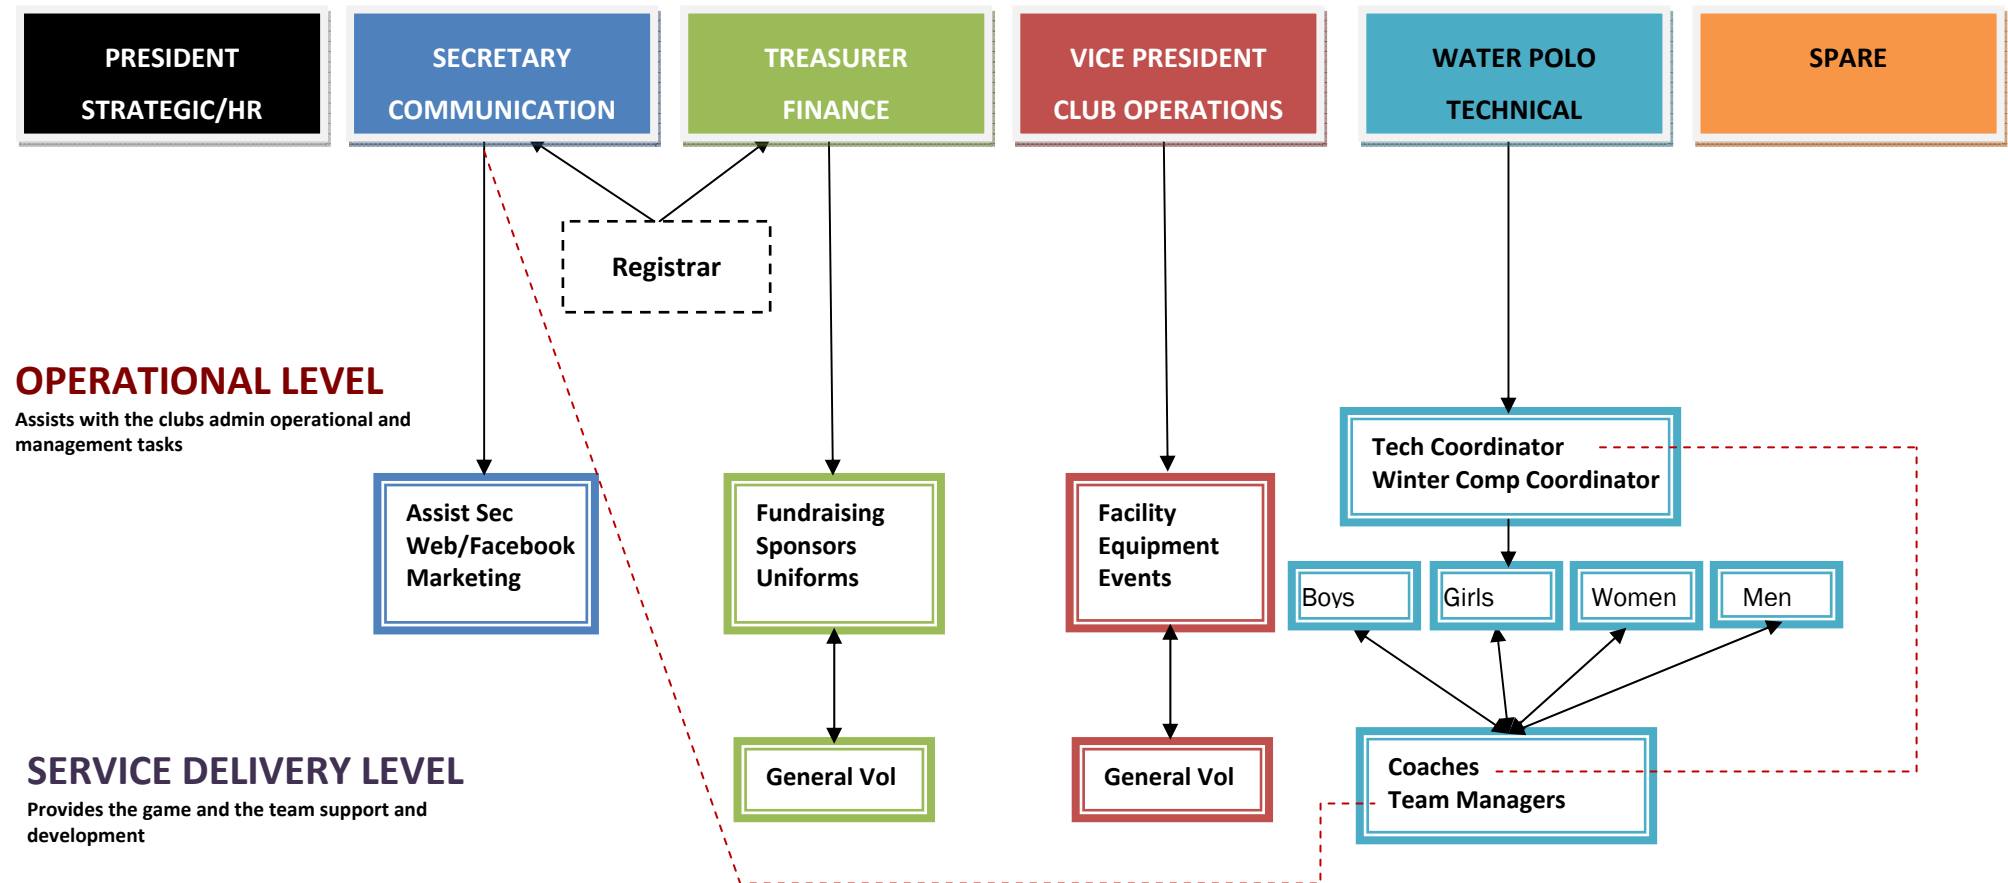 PRESIDENT
STRATEGIC/HR
SECRETARY
COMMUNICATION
TREASURER
FINANCE
VICE PRESIDENT
CLUB OPERATIONS
WATER POLO
TECHNICAL
SPARE
Registrar
OPERATIONAL LEVEL
Assists with the clubs admin operational and
management tasks
Assist Sec
Web/Facebook
Marketing
Fundraising
Sponsors
Uniforms
Facility
Equipment
Events
Tech Coordinator
Winter Comp Coordinator
Boys
Girls
Women
Men
SERVICE DELIVERY LEVEL
Provides the game and the team support and
development
General Vol
General Vol
Coaches
Team Managers